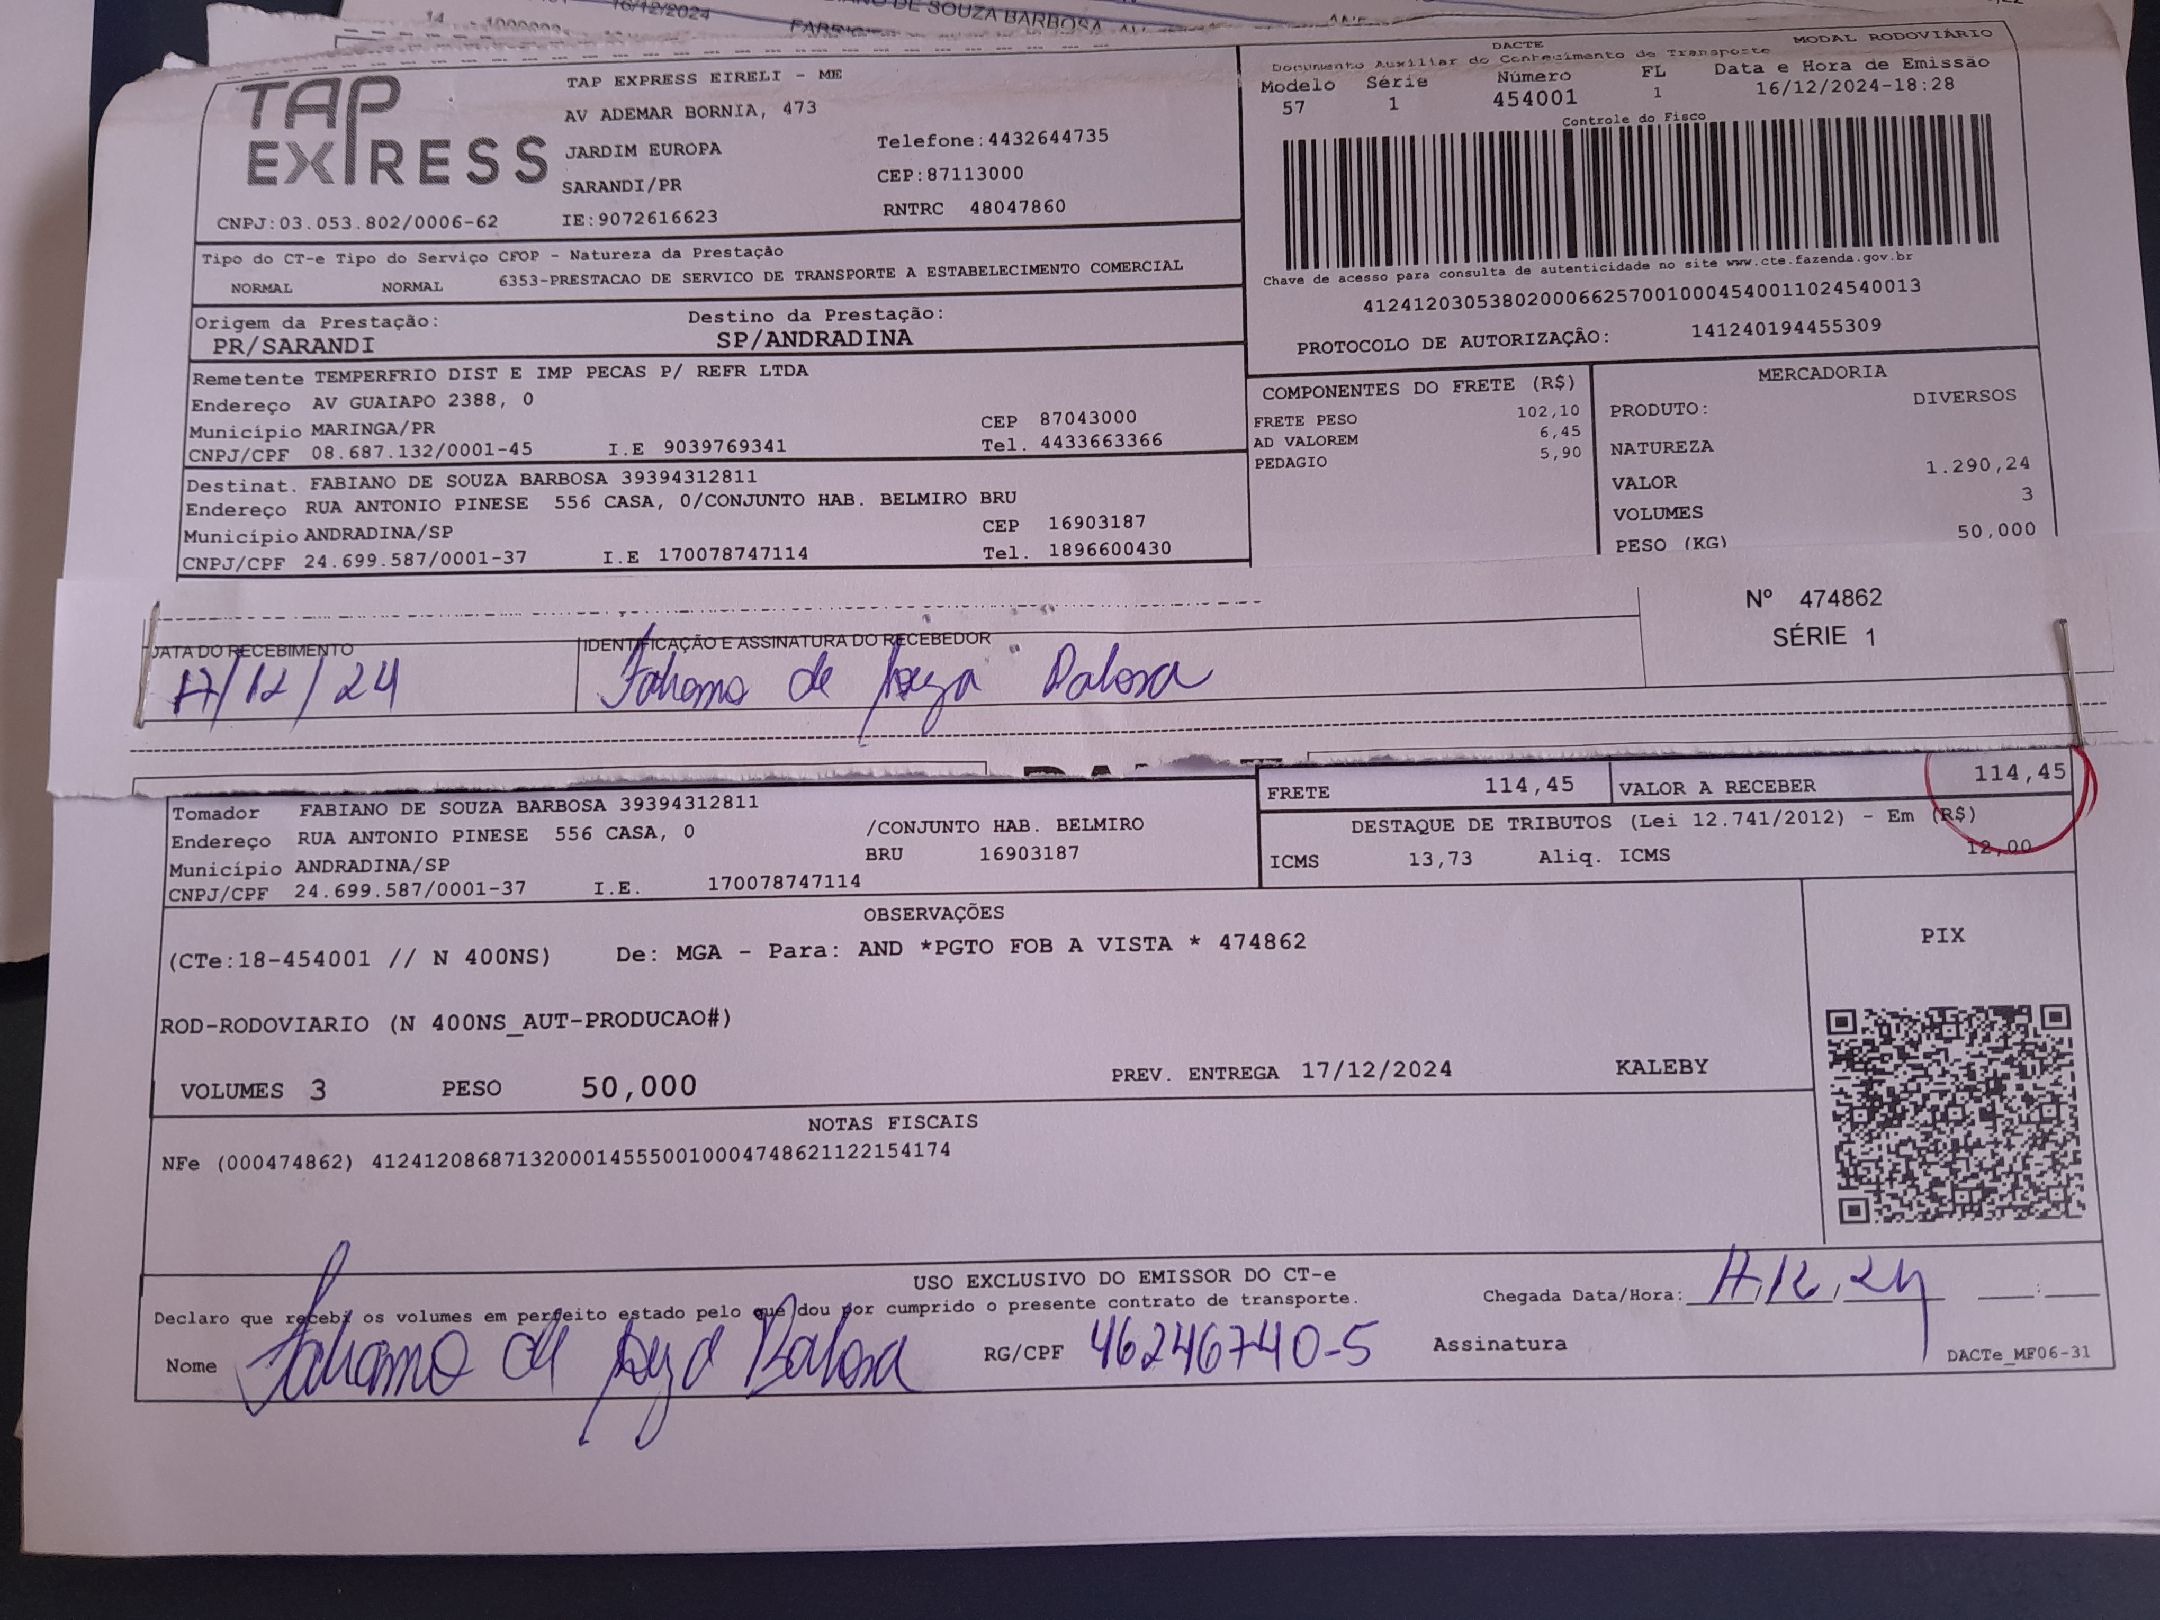 16/12/2024
DE SOUZA BARBOSA
TAP EXPRESS
TAP EXPRESS EIRELI - ME
AV ADEMAR BORNIA, 473
JARDIM EUROPA
SARANDI/PR
Telefone:4432644735
CEP:87113000
CNPJ:03.053.802/0006-62 IE:9072616623 RNTRC 48047860
DACTE MODAL RODOVIÁRIO
Documento Auxiliar do Conhecimento de Transporte
Modelo Série Número FL Data e Hora de Emissão
57 1 454001 1 16/12/2024-18:28
Controle do Fisco
Chave de acesso para consulta de autenticidade no site www.cte.fazenda.gov.br
41241203053802000662570010004540011024540013
PROTOCOLO DE AUTORIZAÇÂO: 141240194455309
Tipo do CT-e Tipo do Serviço CFOP - Natureza da Prestação
NORMAL NORMAL 6353-PRESTACAO DE SERVICO DE TRANSPORTE A ESTABELECIMENTO COMERCIAL
Origem da Prestação: Destino da Prestação:
PR/SARANDI SP/ANDRADINA
Remetente TEMPERFRIO DIST E IMP PECAS P/ REFR LTDA
Endereço AV GUAIAPO 2388, 0
Município MARINGA/PR CEP 87043000
CNPJ/CPF 08.687.132/0001-45 I.E 9039769341 Tel. 4433663366
Destinat. FABIANO DE SOUZA BARBOSA 39394312811
Endereço RUA ANTONIO PINESE 556 CASA, 0/CONJUNTO HAB. BELMIRO BRU
Município ANDRADINA/SP CEP 16903187
CNPJ/CPF 24.699.587/0001-37 I.E 170078747114 Tel. 1896600430
COMPONENTES DO FRETE (R$)
FRETE PESO 102,10
AD VALOREM 6,45
PEDAGIO 5,90
MERCADORIA
PRODUTO: DIVERSOS
NATUREZA
VALOR 1.290,24
VOLUMES 3
PESO (KG) 50,000
Nº 474862
SÉRIE 1
DATA DO RECEBIMENTO IDENTIFICAÇÃO E ASSINATURA DO RECEBEDOR
17/12/24 Fabiano de Souza Barbosa
Tomador FABIANO DE SOUZA BARBOSA 39394312811
Endereço RUA ANTONIO PINESE 556 CASA, 0 /CONJUNTO HAB. BELMIRO
Município ANDRADINA/SP BRU 16903187
CNPJ/CPF 24.699.587/0001-37 I.E. 170078747114
FRETE 114,45 VALOR A RECEBER 114,45
DESTAQUE DE TRIBUTOS (Lei 12.741/2012) - Em (R$)
ICMS 13,73 Aliq. ICMS 12,00
OBSERVAÇÕES
(CTe:18-454001 // N 400NS) De: MGA - Para: AND *PGTO FOB A VISTA * 474862
ROD-RODOVIARIO (N 400NS_AUT-PRODUCAO#)
VOLUMES 3 PESO 50,000 PREV. ENTREGA 17/12/2024 KALEBY
PIX
NOTAS FISCAIS
NFe (000474862) 41241208687132000145550010004748621122154174
USO EXCLUSIVO DO EMISSOR DO CT-e
Declaro que recebi os volumes em perfeito estado pelo que dou por cumprido o presente contrato de transporte.
Chegada Data/Hora: 17,12,24 :
Nome Fabiano de Souza Barbosa RG/CPF 46246740-5 Assinatura
DACTe_MF06-31